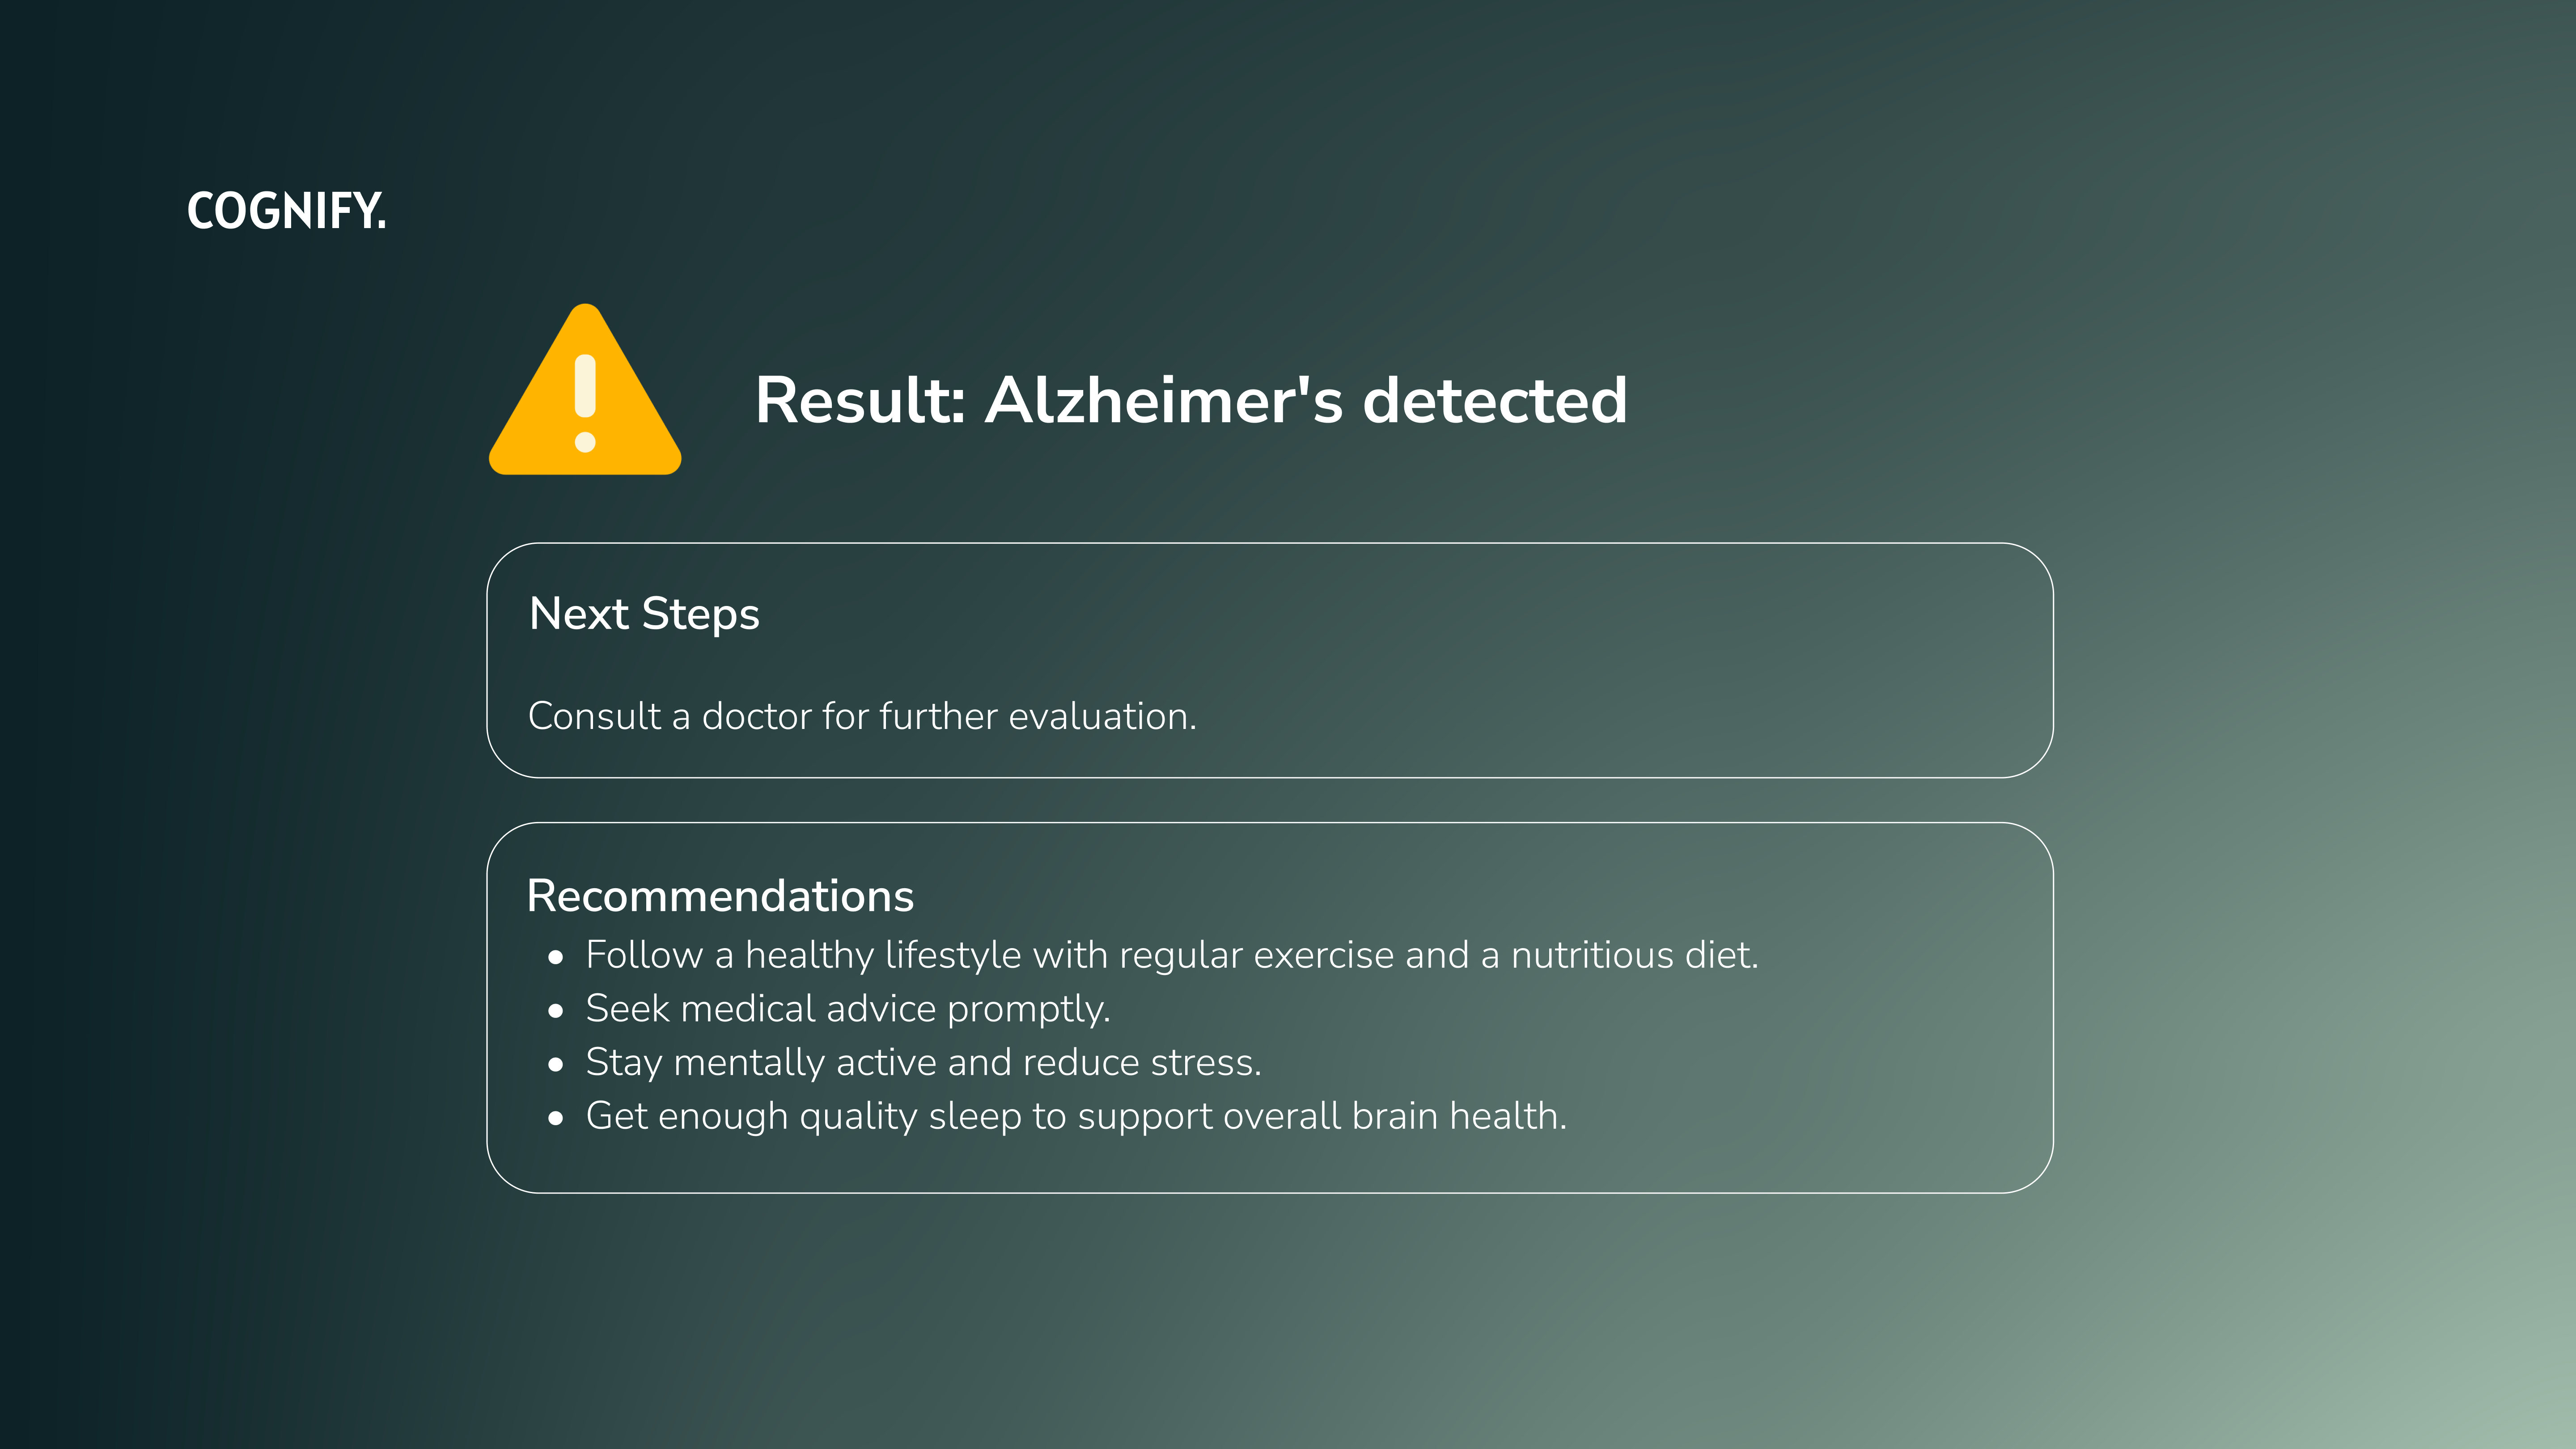 COGNIFY.
Result: Alzheimer's detected
Next Steps
Consult a doctor for further evaluation.
Recommendations
• Follow a healthy lifestyle with regular exercise and a nutritious diet.
• Seek medical advice promptly.
• Stay mentally active and reduce stress.
• Get enough quality sleep to support overall brain health.